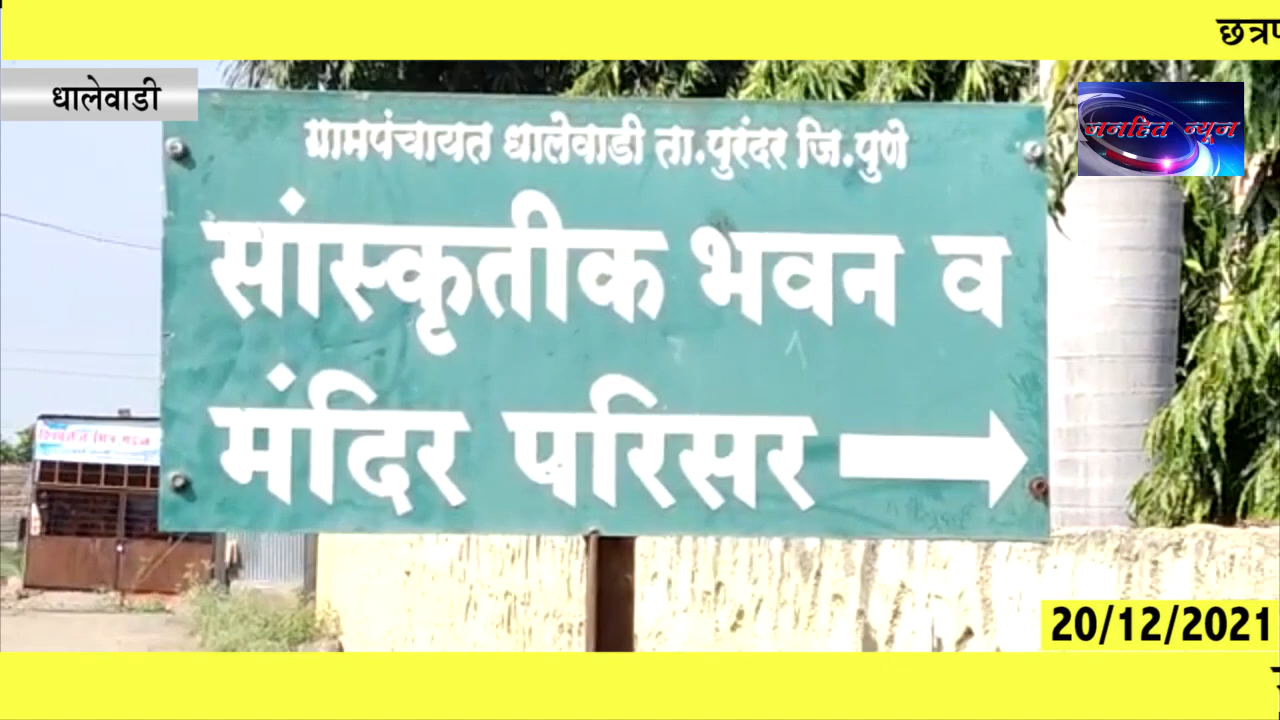 छत्रप
धालेवाडी
जनहित न्यून
ग्रामपंचायत धालेवाडी ता.पुरंदर जि.पुणे
सांस्कृतीक भवन व
मंदिर परिसर
20/12/2021